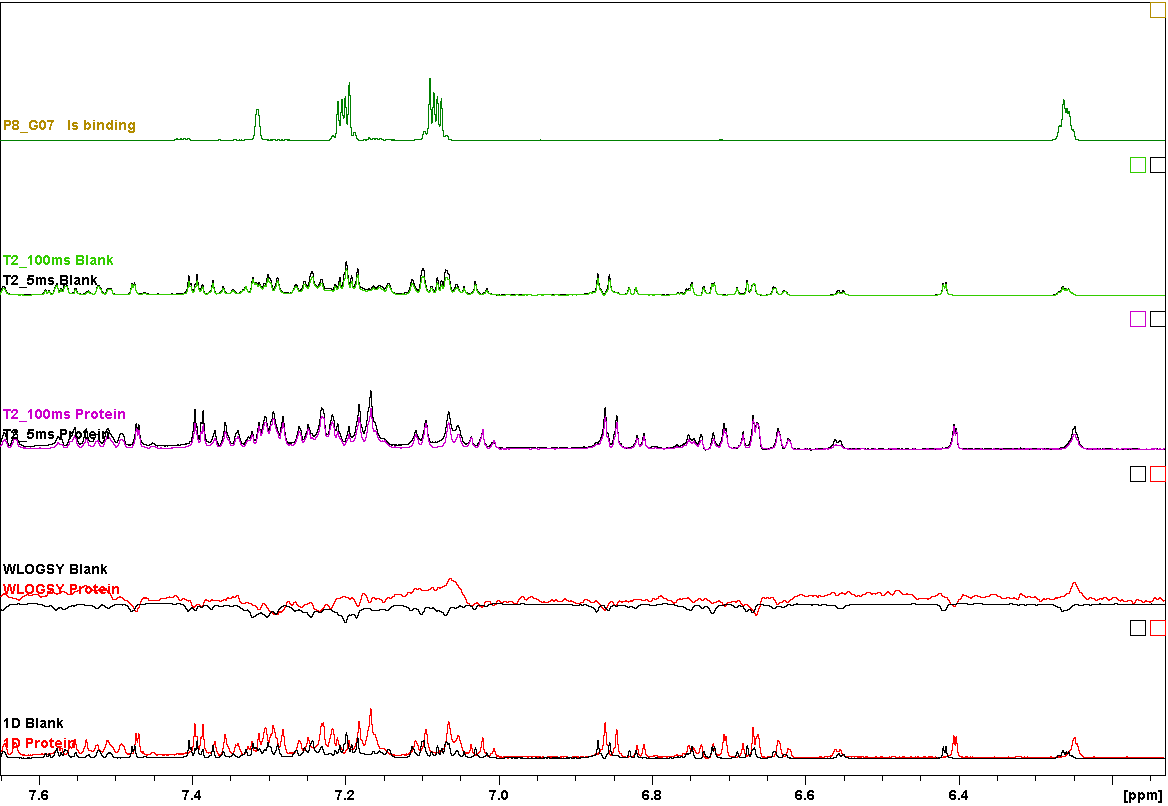 P8_G07 Is binding
T2_100ms Blank
T2_5ms Blank
T2_100ms Protein
T2_5ms Protein
WLOGSY Blank
WLOGSY Protein
1D Blank
1D Protein
7.6 7.4 7.2 7.0 6.8 6.6 6.4 [ppm]